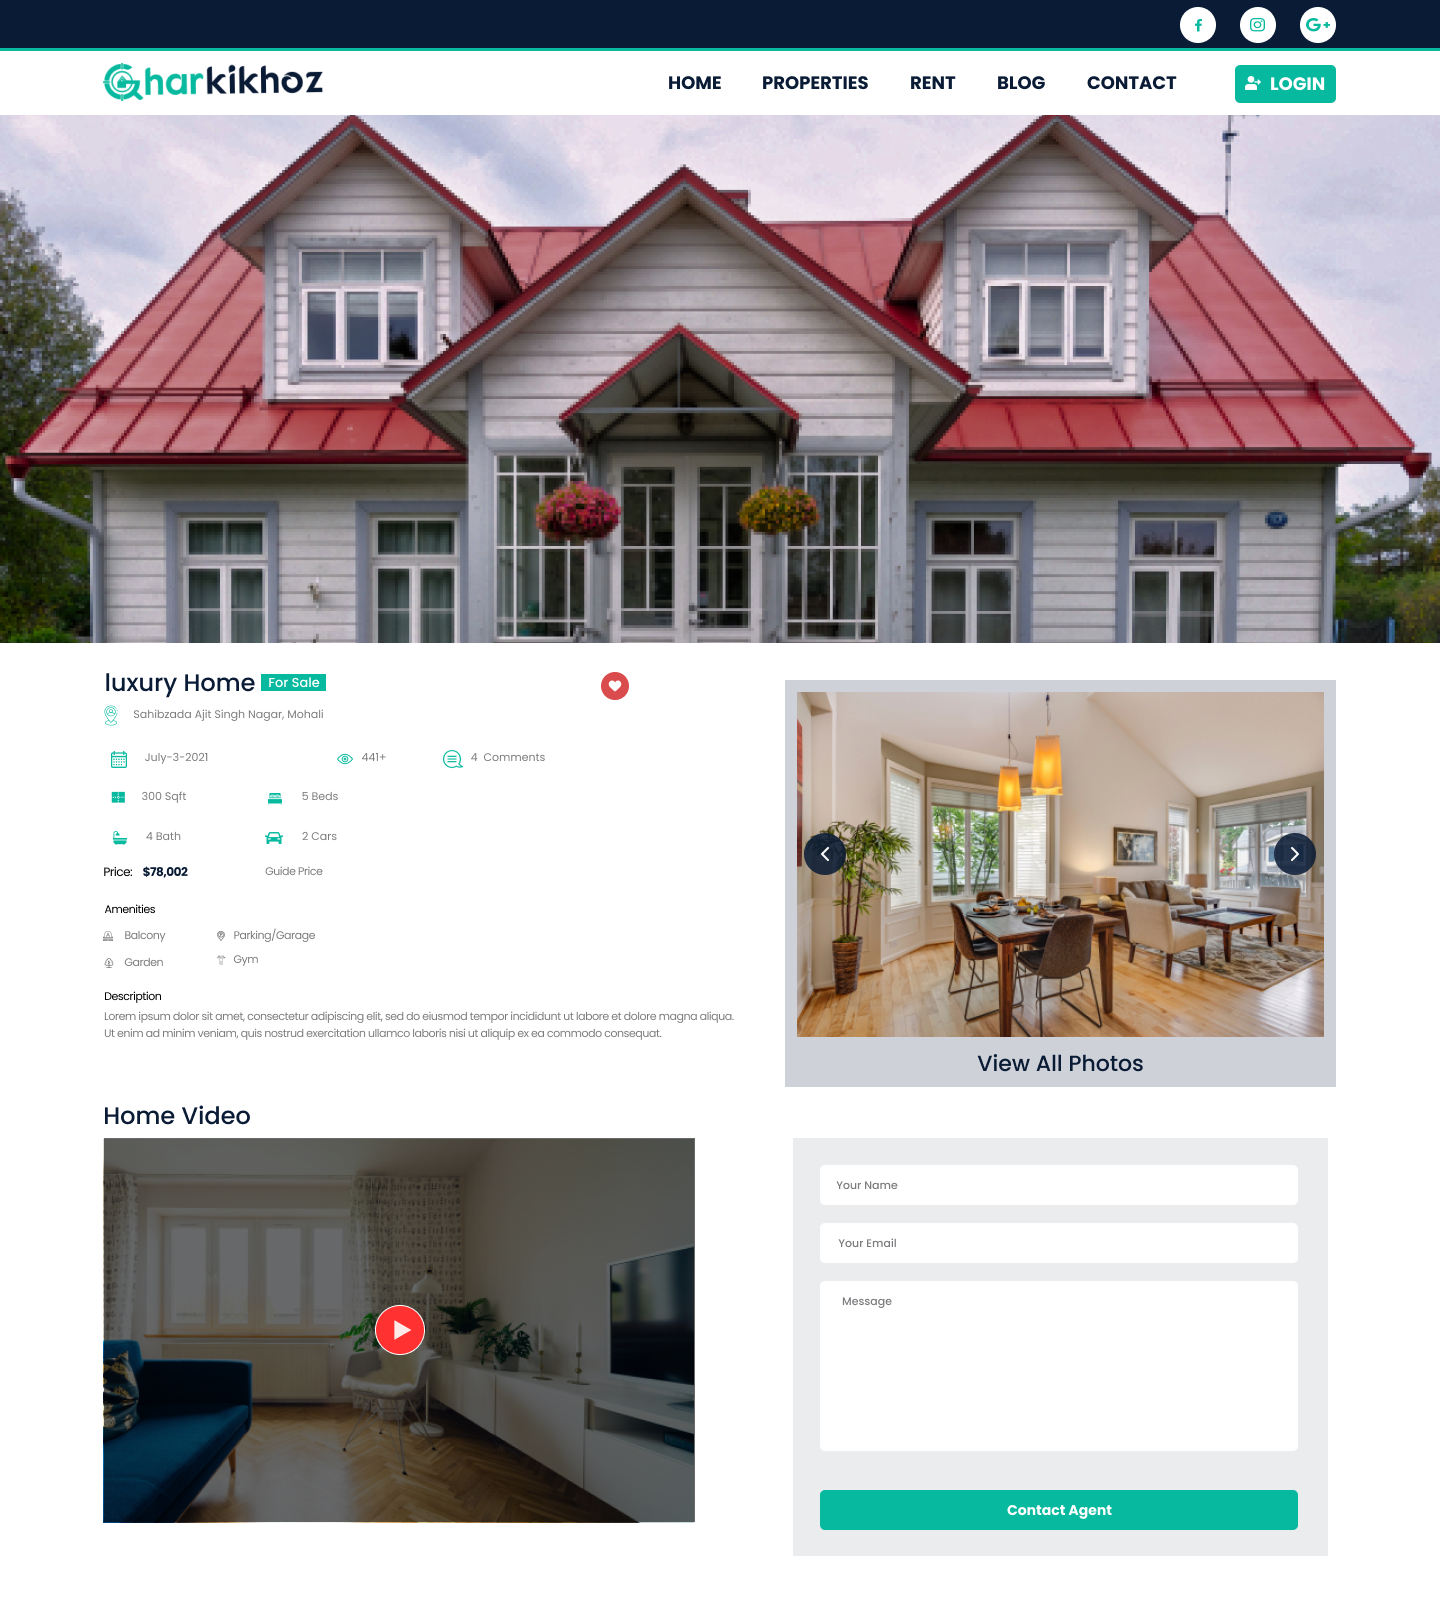 Gharkikhoz
HOME PROPERTIES RENT BLOG CONTACT LOGIN
luxury Home For Sale
Sahibzada Ajit Singh Nagar, Mohali
July-3-2021 441+ 4 Comments
300 Sqft 5 Beds
4 Bath 2 Cars
Price: $78,002 Guide Price
Amenities
Balcony Parking/Garage
Garden Gym
Description
Lorem ipsum dolor sit amet, consectetur adipiscing elit, sed do eiusmod tempor incididunt ut labore et dolore magna aliqua.
Ut enim ad minim veniam, quis nostrud exercitation ullamco laboris nisi ut aliquip ex ea commodo consequat.
View All Photos
Home Video
Your Name
Your Email
Message
Contact Agent